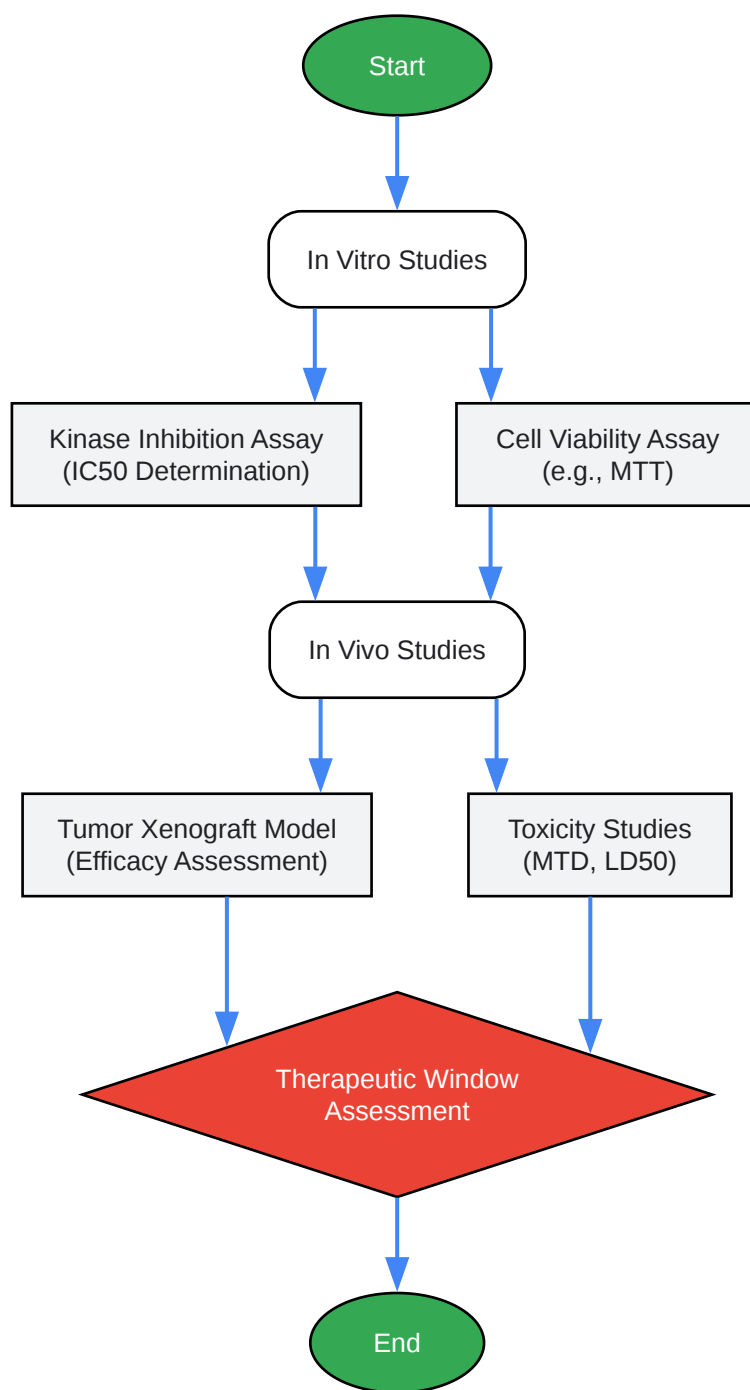 Start
In Vitro Studies
Kinase Inhibition Assay
(IC50 Determination)
Cell Viability Assay
(e.g., MTT)
In Vivo Studies
Tumor Xenograft Model
(Efficacy Assessment)
Toxicity Studies
(MTD, LD50)
Therapeutic Window
Assessment
End